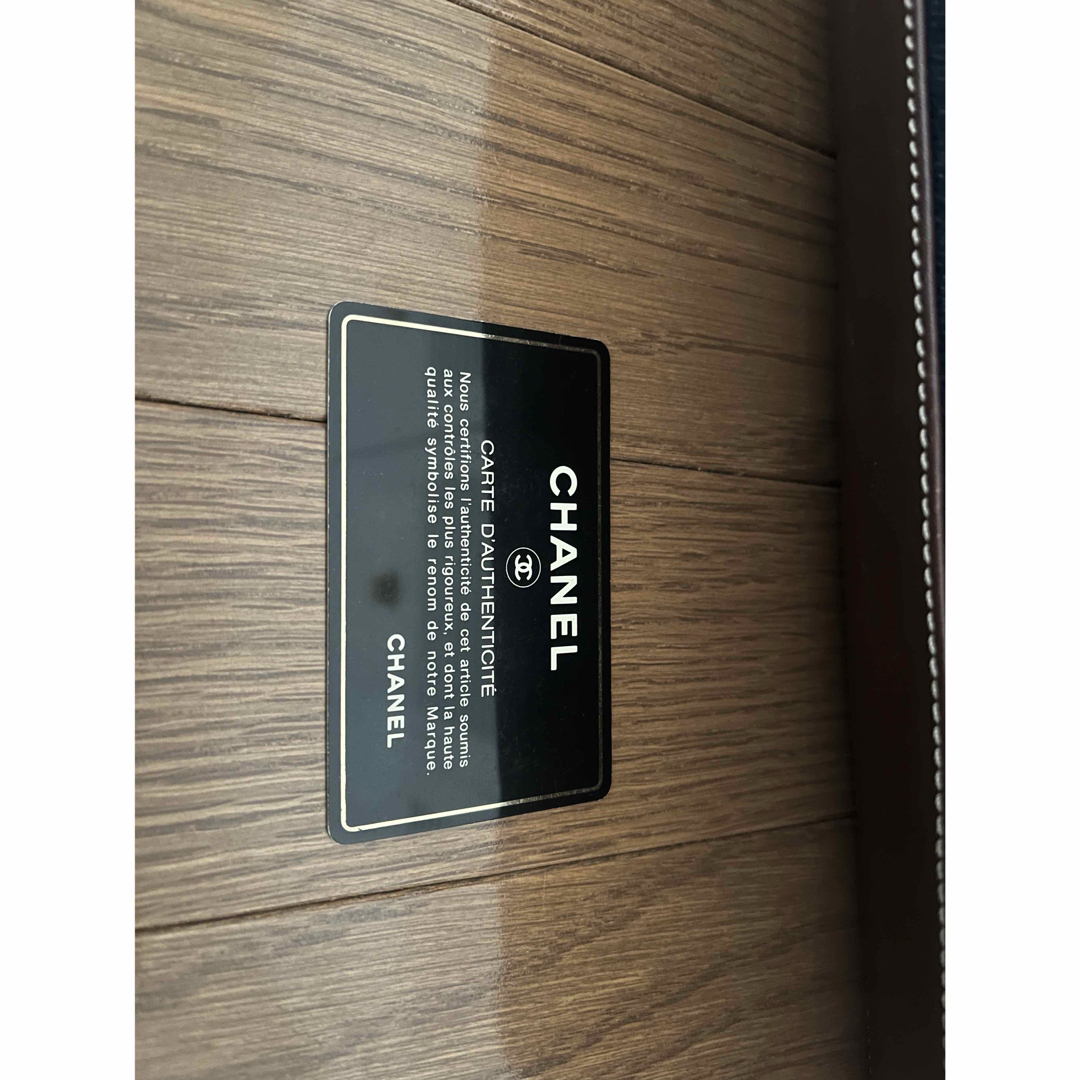 CHANEL
CARTE D'AUTHENTICITÉ
Nous certifions l'authenticité de cet article soumis
aux contrôles les plus rigoureux, et dont la haute
qualité symbolise le renom de notre Marque.
CHANEL